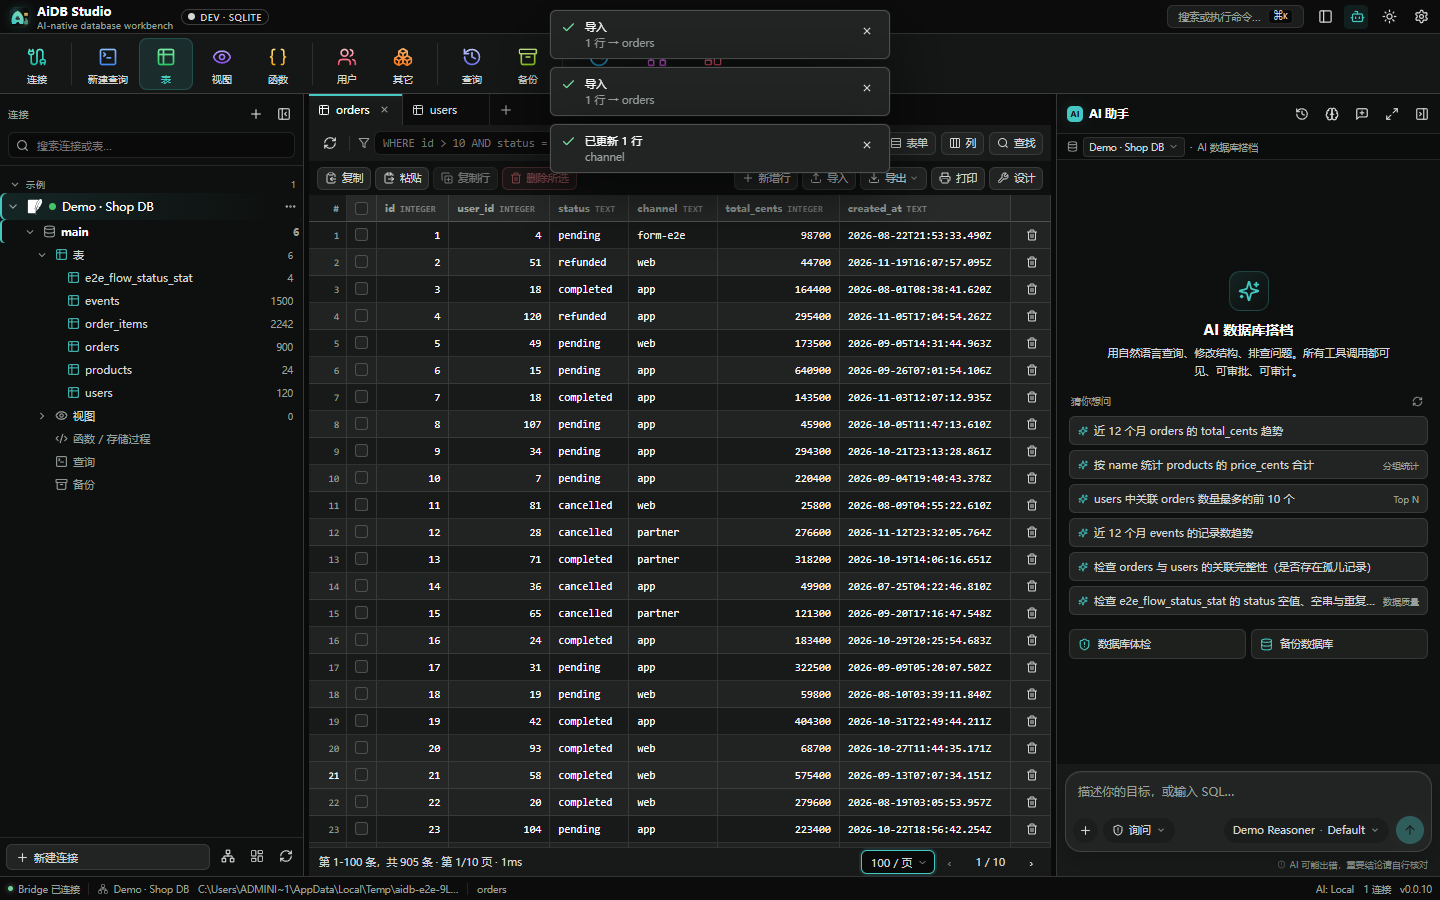 AiDB Studio
AI-native database workbench
DEV · SQLITE
搜索或执行命令... ⌘K
连接
新建查询
表
视图
函数
用户
其它
查询
备份
导入
1 行 → orders
导入
1 行 → orders
已更新 1 行
channel
连接
搜索连接或表...
示例 1
Demo · Shop DB
main 6
表 6
e2e_flow_status_stat 4
events 1500
order_items 2242
orders 900
products 24
users 120
视图 0
函数 / 存储过程
查询
备份
新建连接
orders
users
WHERE id > 10 AND status =
表单
列
查找
复制
粘贴
复制行
删除所选
新增行
导入
导出
打印
设计
# id INTEGER user_id INTEGER status TEXT channel TEXT total_cents INTEGER created_at TEXT
1 1 4 pending form-e2e 98700 2026-08-22T21:53:33.490Z
2 2 51 refunded web 44700 2026-11-19T16:07:57.095Z
3 3 18 completed app 164400 2026-08-01T08:38:41.620Z
4 4 120 refunded app 295400 2026-11-05T17:04:54.262Z
5 5 49 pending web 173500 2026-09-05T14:31:44.963Z
6 6 15 pending app 640900 2026-09-26T07:01:54.106Z
7 7 18 completed app 143500 2026-11-03T12:07:12.935Z
8 8 107 pending app 45900 2026-10-05T11:47:13.610Z
9 9 34 pending app 294300 2026-10-21T23:13:28.861Z
10 10 7 pending app 220400 2026-09-04T19:40:43.378Z
11 11 81 cancelled web 25800 2026-08-09T04:55:22.610Z
12 12 28 cancelled partner 276600 2026-11-12T23:32:05.764Z
13 13 71 completed partner 318200 2026-10-19T14:06:16.651Z
14 14 36 cancelled app 49900 2026-07-25T04:22:46.810Z
15 15 65 cancelled partner 121300 2026-09-20T17:16:47.548Z
16 16 24 completed app 183400 2026-10-29T20:25:54.683Z
17 17 31 pending app 322500 2026-09-09T05:20:07.502Z
18 18 19 pending web 59800 2026-08-10T03:39:11.840Z
19 19 42 completed app 404300 2026-10-31T22:49:44.211Z
20 20 93 completed web 68700 2026-10-27T11:44:35.171Z
21 21 58 completed web 575400 2026-09-13T07:07:34.151Z
22 22 20 completed web 279600 2026-08-19T03:05:53.957Z
23 23 104 pending app 223400 2026-10-22T18:56:42.254Z
第 1-100 条，共 905 条 · 第 1/10 页 · 1ms
100 / 页
1 / 10
AI AI 助手
Demo · Shop DB · AI 数据库搭档
AI 数据库搭档
用自然语言查询、修改结构、排查问题。所有工具调用都可
见、可审批、可审计。
猜你想问
近 12 个月 orders 的 total_cents 趋势
按 name 统计 products 的 price_cents 合计 分组统计
users 中关联 orders 数量最多的前 10 个 Top N
近 12 个月 events 的记录数趋势
检查 orders 与 users 的关联完整性（是否存在孤儿记录）
检查 e2e_flow_status_stat 的 status 空值、空串与重复... 数据质量
数据库体检
备份数据库
描述你的目标，或输入 SQL...
询问
Demo Reasoner · Default
AI 可能出错，重要结论请自行核对
Bridge 已连接
Demo · Shop DB
C:\Users\ADMINI~1\AppData\Local\Temp\aidb-e2e-9L...
orders
AI: Local
1 连接
v0.0.10